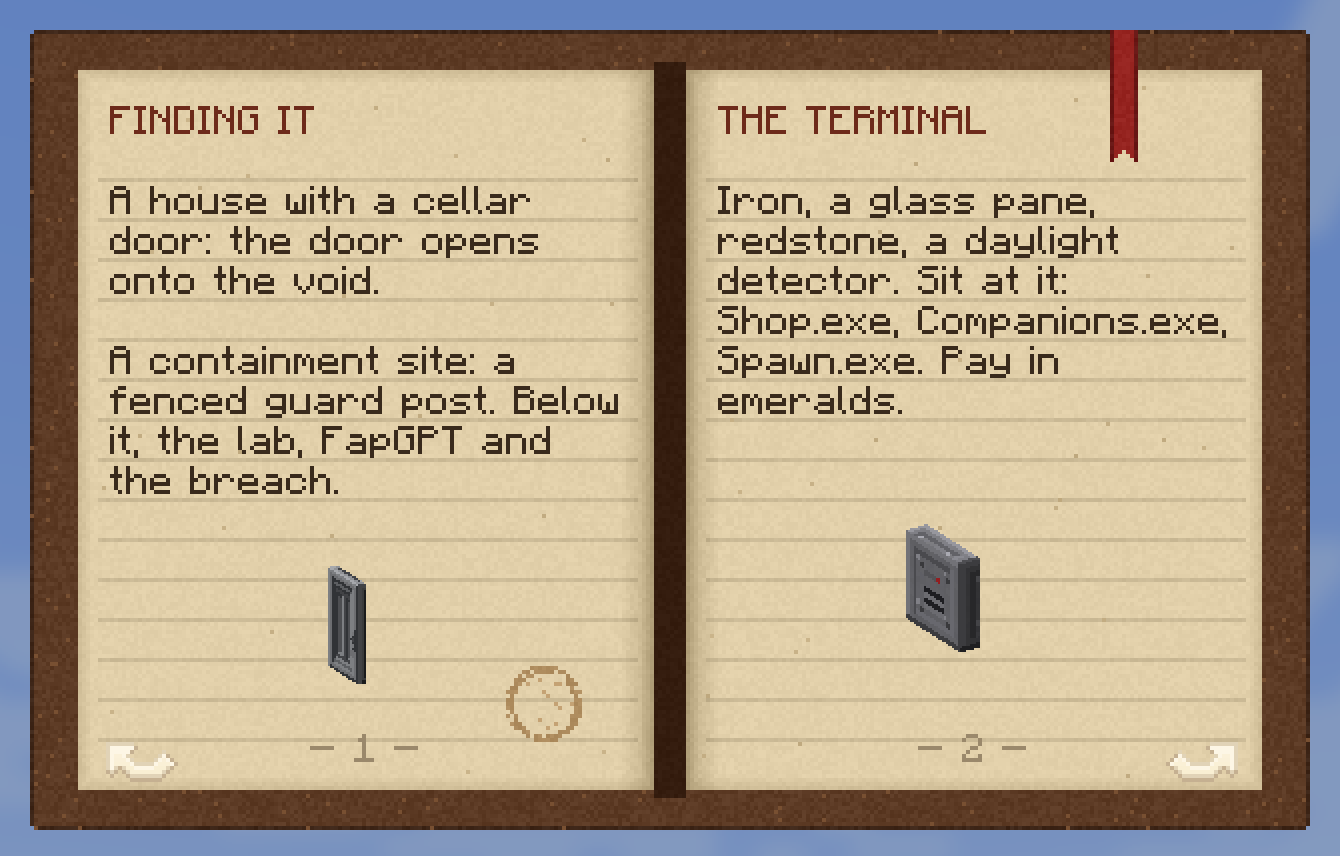 FINDING IT
A house with a cellar
door: the door opens
onto the void.
A containment site: a
fenced guard post. Below
it, the lab, FapGPT and
the breach.
– 1 –
THE TERMINAL
Iron, a glass pane,
redstone, a daylight
detector. Sit at it:
Shop.exe, Companions.exe,
Spawn.exe. Pay in
emeralds.
– 2 –